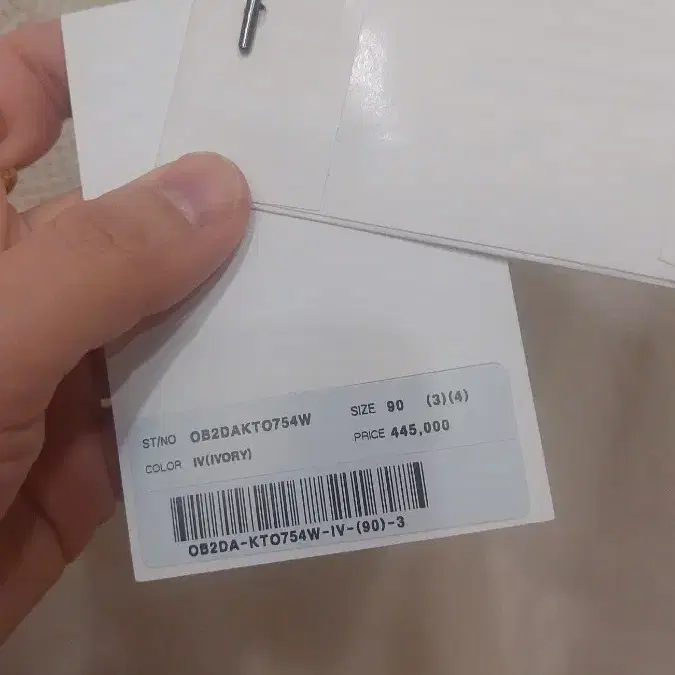 ST/NO OB2DAKTO754W SIZE 90 (3)(4)
COLOR IV(IVORY) PRICE 445,000
OB2DA-KTO754W-IV-(90)-3